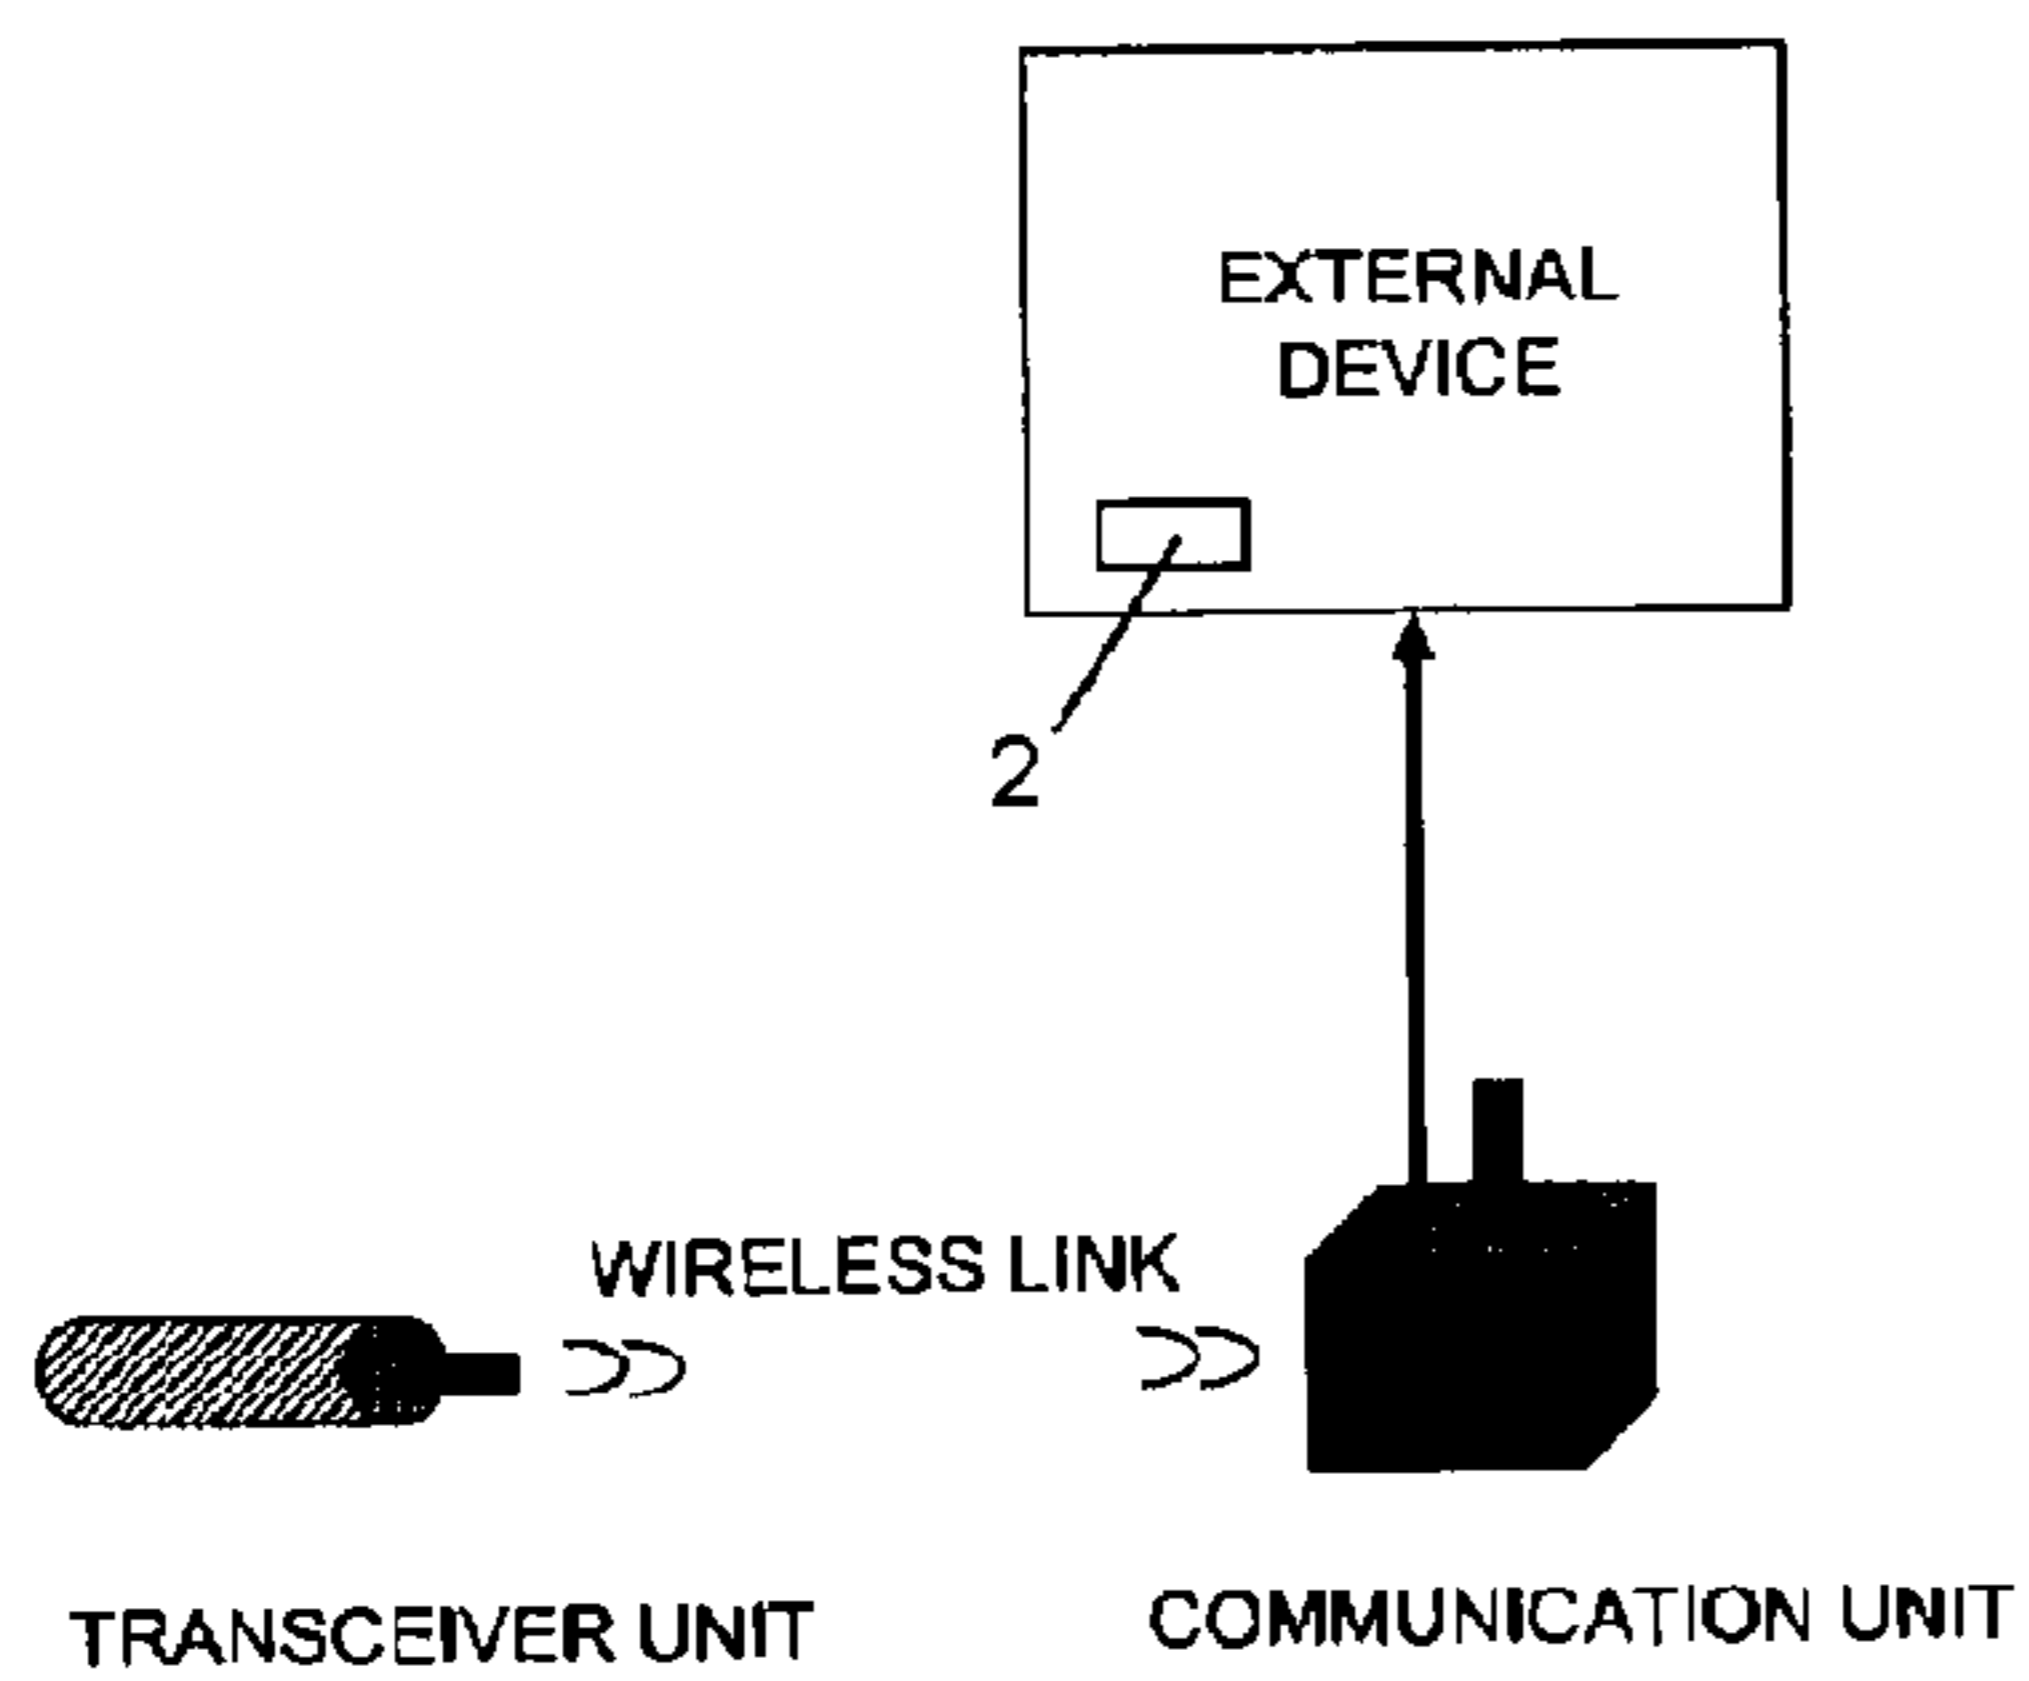 EXTERNAL
DEVICE
2
WIRELESS LINK
TRANSCEIVER UNIT
COMMUNICATION UNIT